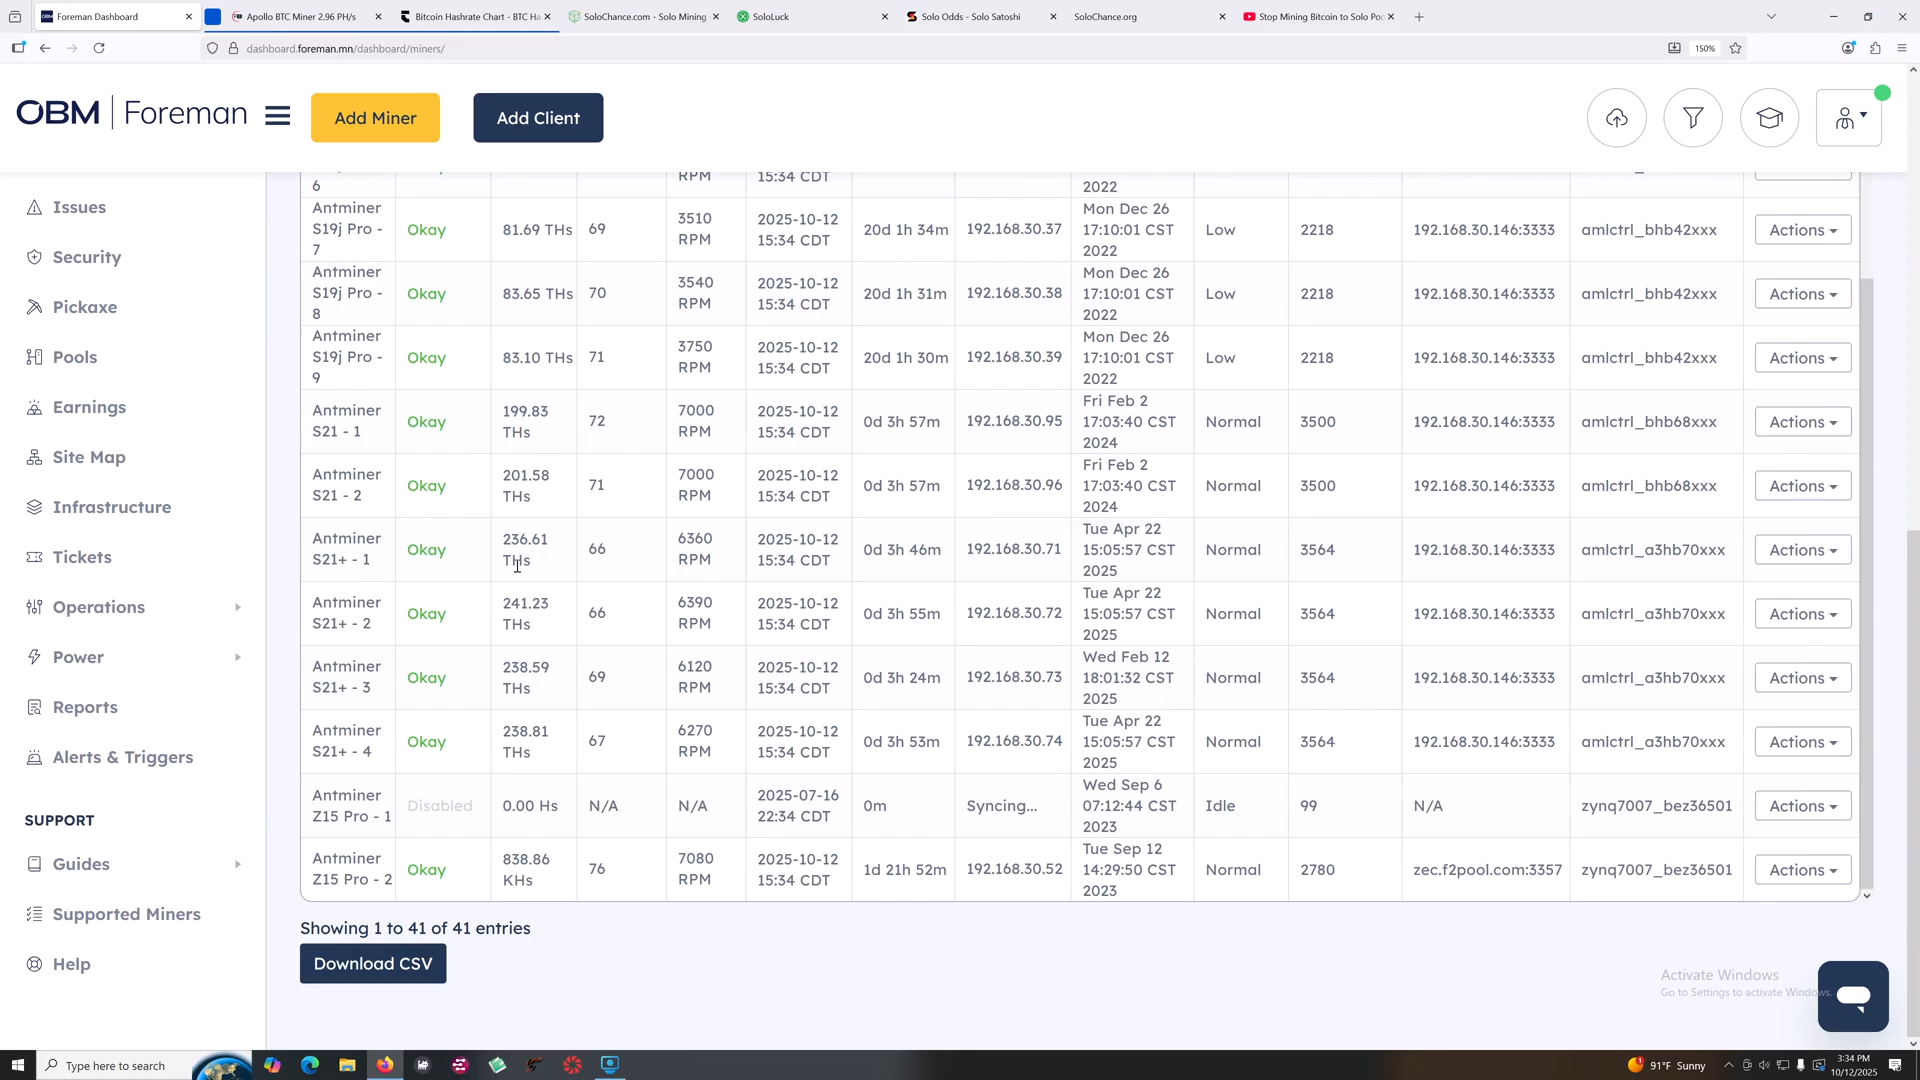 Foreman Dashboard
Apollo BTC Miner 2.96 PH/s
Bitcoin Hashrate Chart - BTC Ha
SoloChance.com - Solo Mining
SoloLuck
Solo Odds - Solo Satoshi
SoloChance.org
Stop Mining Bitcoin to Solo Poo
dashboard.foreman.mn/dashboard/miners/
150%
OBM | Foreman
Add Miner
Add Client
Issues
Security
Pickaxe
Pools
Earnings
Site Map
Infrastructure
Tickets
Operations
Power
Reports
Alerts & Triggers
SUPPORT
Guides
Supported Miners
Help
6 RPM 15:34 CDT 2022
Antminer S19j Pro - 7 Okay 81.69 THs 69 3510 RPM 2025-10-12 15:34 CDT 20d 1h 34m 192.168.30.37 Mon Dec 26 17:10:01 CST 2022 Low 2218 192.168.30.146:3333 amlctrl_bhb42xxx Actions
Antminer S19j Pro - 8 Okay 83.65 THs 70 3540 RPM 2025-10-12 15:34 CDT 20d 1h 31m 192.168.30.38 Mon Dec 26 17:10:01 CST 2022 Low 2218 192.168.30.146:3333 amlctrl_bhb42xxx Actions
Antminer S19j Pro - 9 Okay 83.10 THs 71 3750 RPM 2025-10-12 15:34 CDT 20d 1h 30m 192.168.30.39 Mon Dec 26 17:10:01 CST 2022 Low 2218 192.168.30.146:3333 amlctrl_bhb42xxx Actions
Antminer S21 - 1 Okay 199.83 THs 72 7000 RPM 2025-10-12 15:34 CDT 0d 3h 57m 192.168.30.95 Fri Feb 2 17:03:40 CST 2024 Normal 3500 192.168.30.146:3333 amlctrl_bhb68xxx Actions
Antminer S21 - 2 Okay 201.58 THs 71 7000 RPM 2025-10-12 15:34 CDT 0d 3h 57m 192.168.30.96 Fri Feb 2 17:03:40 CST 2024 Normal 3500 192.168.30.146:3333 amlctrl_bhb68xxx Actions
Antminer S21+ - 1 Okay 236.61 THs 66 6360 RPM 2025-10-12 15:34 CDT 0d 3h 46m 192.168.30.71 Tue Apr 22 15:05:57 CST 2025 Normal 3564 192.168.30.146:3333 amlctrl_a3hb70xxx Actions
Antminer S21+ - 2 Okay 241.23 THs 66 6390 RPM 2025-10-12 15:34 CDT 0d 3h 55m 192.168.30.72 Tue Apr 22 15:05:57 CST 2025 Normal 3564 192.168.30.146:3333 amlctrl_a3hb70xxx Actions
Antminer S21+ - 3 Okay 238.59 THs 69 6120 RPM 2025-10-12 15:34 CDT 0d 3h 24m 192.168.30.73 Wed Feb 12 18:01:32 CST 2025 Normal 3564 192.168.30.146:3333 amlctrl_a3hb70xxx Actions
Antminer S21+ - 4 Okay 238.81 THs 67 6270 RPM 2025-10-12 15:34 CDT 0d 3h 53m 192.168.30.74 Tue Apr 22 15:05:57 CST 2025 Normal 3564 192.168.30.146:3333 amlctrl_a3hb70xxx Actions
Antminer Z15 Pro - 1 Disabled 0.00 Hs N/A N/A 2025-07-16 22:34 CDT 0m Syncing... Wed Sep 6 07:12:44 CST 2023 Idle 99 N/A zynq7007_bez36501 Actions
Antminer Z15 Pro - 2 Okay 838.86 KHs 76 7080 RPM 2025-10-12 15:34 CDT 1d 21h 52m 192.168.30.52 Tue Sep 12 14:29:50 CST 2023 Normal 2780 zec.f2pool.com:3357 zynq7007_bez36501 Actions
Showing 1 to 41 of 41 entries
Download CSV
Activate Windows
Go to Settings to activate Windows.
Type here to search
91°F Sunny
3:34 PM
10/12/2025